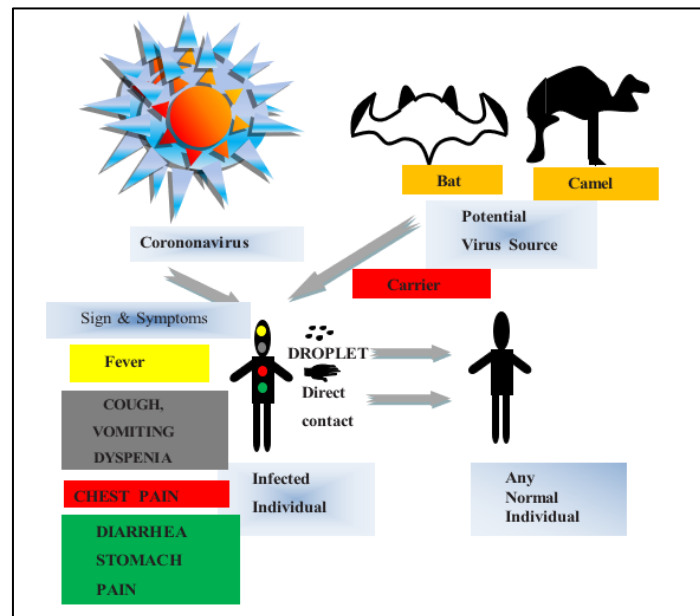 Bat
Camel
Corononavirus
Potential
Virus Source
Carrier
Sign & Symptoms
Fever
DROPLET
COUGH,
VOMITING
DYSPENIA
Direct
contact
CHEST PAIN
Infected
Individual
Any
Normal
Individual
DIARRHEA
STOMACH
PAIN